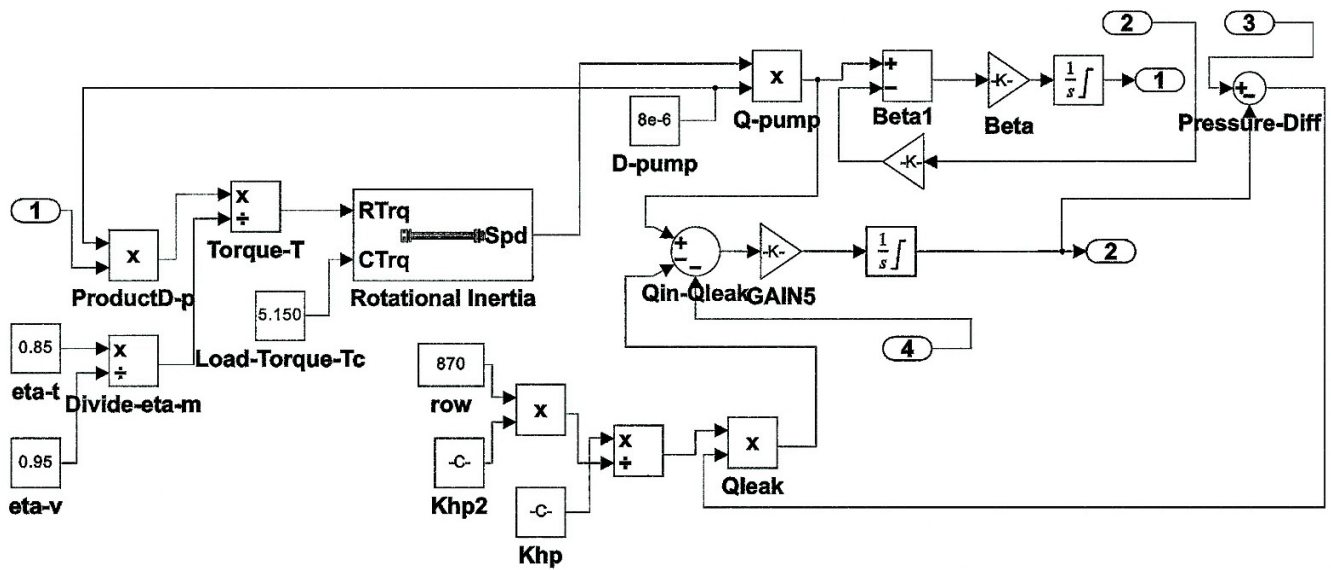 2
3
x
Q-pump
+
−
Beta1
-K-
Beta
1
s
1
+
−
Pressure-Diff
8e-6
D-pump
-K-
1
x
ProductD-p
x
÷
Torque-T
RTrq
Spd
CTrq
Rotational Inertia
+
−
−
Qin-Qleak
-K-
GAIN5
1
s
2
5.150
Load-Torque-Tc
4
0.85
eta-t
x
÷
Divide-eta-m
0.95
eta-v
870
row
x
-C-
Khp2
x
÷
-C-
Khp
x
Qleak